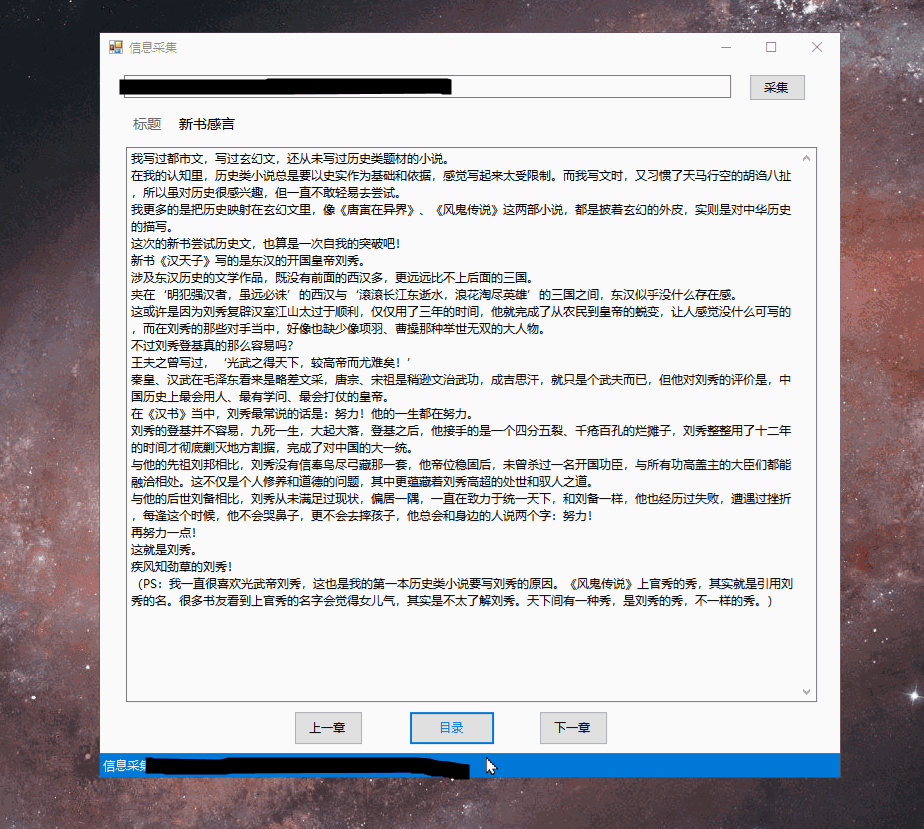 信息采集
采集
标题 新书感言
我写过都市文，写过玄幻文，还从未写过历史类题材的小说。
在我的认知里，历史类小说总是要以史实作为基础和依据，感觉写起来太受限制。而我写文时，又习惯了天马行空的胡诌八扯
，所以虽对历史很感兴趣，但一直不敢轻易去尝试。
我更多的是把历史映射在玄幻文里，像《唐寅在异界》、《风鬼传说》这两部小说，都是披着玄幻的外皮，实则是对中华历史
的描写。
这次的新书尝试历史文，也算是一次自我的突破吧！
新书《汉天子》写的是东汉的开国皇帝刘秀。
涉及东汉历史的文学作品，既没有前面的西汉多，更远远比不上后面的三国。
夹在‘明犯强汉者，虽远必诛’的西汉与‘滚滚长江东逝水，浪花淘尽英雄’的三国之间，东汉似乎没什么存在感。
这或许是因为刘秀复辟汉室江山太过于顺利，仅仅用了三年的时间，他就完成了从农民到皇帝的蜕变，让人感觉没什么可写的
，而在刘秀的那些对手当中，好像也缺少像项羽、曹操那种举世无双的大人物。
不过刘秀登基真的那么容易吗？
王夫之曾写过，‘光武之得天下，较高帝而尤难矣！’
秦皇、汉武在毛泽东看来是略差文采，唐宗、宋祖是稍逊文治武功，成吉思汗，就只是个武夫而已，但他对刘秀的评价是，中
国历史上最会用人、最有学问、最会打仗的皇帝。
在《汉书》当中，刘秀最常说的话是：努力！他的一生都在努力。
刘秀的登基并不容易，九死一生，大起大落，登基之后，他接手的是一个四分五裂、千疮百孔的烂摊子，刘秀整整用了十二年
的时间才彻底剿灭地方割据，完成了对中国的大一统。
与他的先祖刘邦相比，刘秀没有信奉鸟尽弓藏那一套，他帝位稳固后，未曾杀过一名开国功臣，与所有功高盖主的大臣们都能
融洽相处。这不仅是个人修养和道德的问题，其中更蕴藏着刘秀高超的处世和驭人之道。
与他的后世刘备相比，刘秀从未满足过现状，偏居一隅，一直在致力于统一天下，和刘备一样，他也经历过失败，遭遇过挫折
，每逢这个时候，他不会哭鼻子，更不会去摔孩子，他总会和身边的人说两个字：努力！
再努力一点！
这就是刘秀。
疾风知劲草的刘秀！
（PS：我一直很喜欢光武帝刘秀，这也是我的第一本历史类小说要写刘秀的原因。《风鬼传说》上官秀的秀，其实就是引用刘
秀的名。很多书友看到上官秀的名字会觉得女儿气，其实是不太了解刘秀。天下间有一种秀，是刘秀的秀，不一样的秀。）
上一章 目录 下一章
信息采集